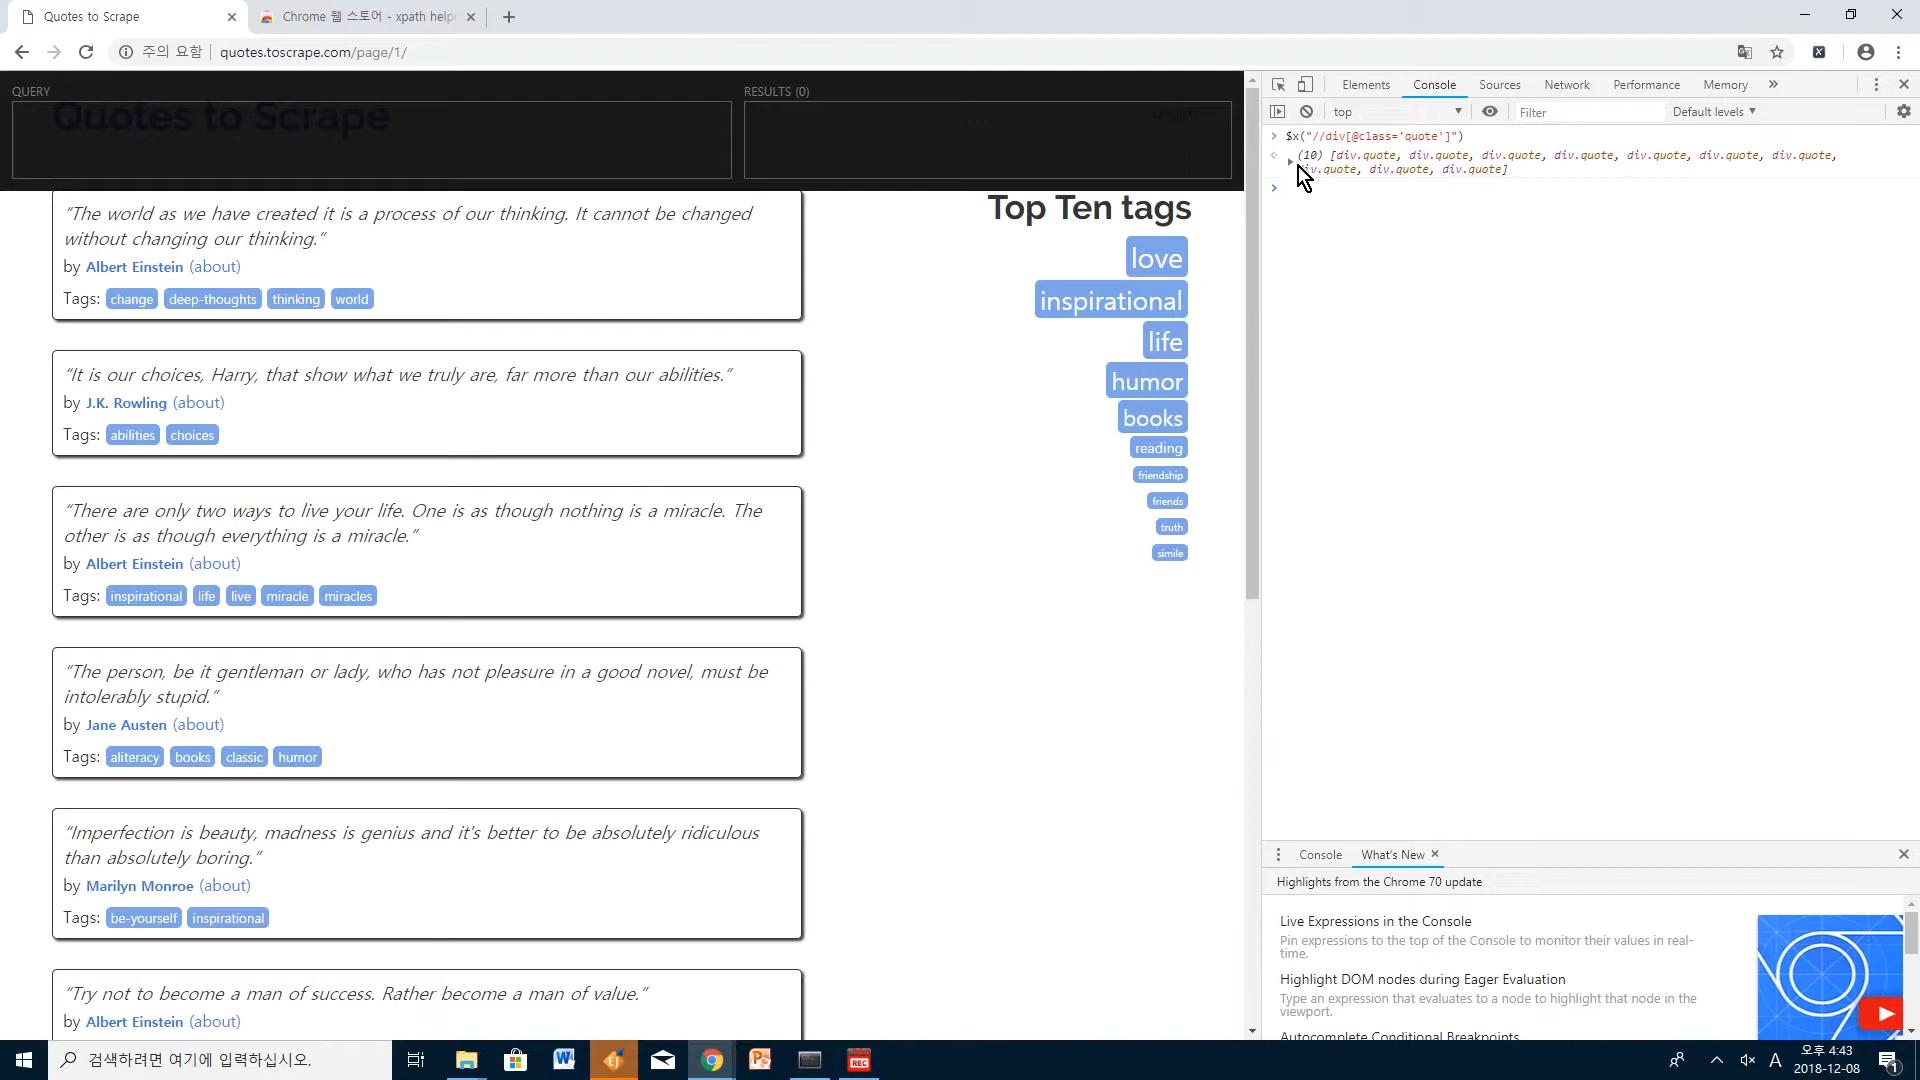 Quotes to Scrape
Chrome 웹 스토어 - xpath help
주의 요함
quotes.toscrape.com/page/1/
QUERY
RESULTS (0)
Quotes to Scrape
“The world as we have created it is a process of our thinking. It cannot be changed
without changing our thinking.”
by Albert Einstein (about)
Tags: change deep-thoughts thinking world
“It is our choices, Harry, that show what we truly are, far more than our abilities.”
by J.K. Rowling (about)
Tags: abilities choices
“There are only two ways to live your life. One is as though nothing is a miracle. The
other is as though everything is a miracle.”
by Albert Einstein (about)
Tags: inspirational life live miracle miracles
“The person, be it gentleman or lady, who has not pleasure in a good novel, must be
intolerably stupid.”
by Jane Austen (about)
Tags: aliteracy books classic humor
“Imperfection is beauty, madness is genius and it's better to be absolutely ridiculous
than absolutely boring.”
by Marilyn Monroe (about)
Tags: be-yourself inspirational
“Try not to become a man of success. Rather become a man of value.”
by Albert Einstein (about)
Top Ten tags
love
inspirational
life
humor
books
reading
friendship
friends
truth
simile
Elements Console Sources Network Performance Memory
top Filter Default levels
$x("//div[@class='quote']")
(10) [div.quote, div.quote, div.quote, div.quote, div.quote, div.quote, div.quote,
div.quote, div.quote, div.quote]
Console What's New
Highlights from the Chrome 70 update
Live Expressions in the Console
Pin expressions to the top of the Console to monitor their values in real-
time.
Highlight DOM nodes during Eager Evaluation
Type an expression that evaluates to a node to highlight that node in the
viewport.
Autocomplete Conditional Breakpoints
검색하려면 여기에 입력하십시오.
REC
A
오후 4:43
2018-12-08
1